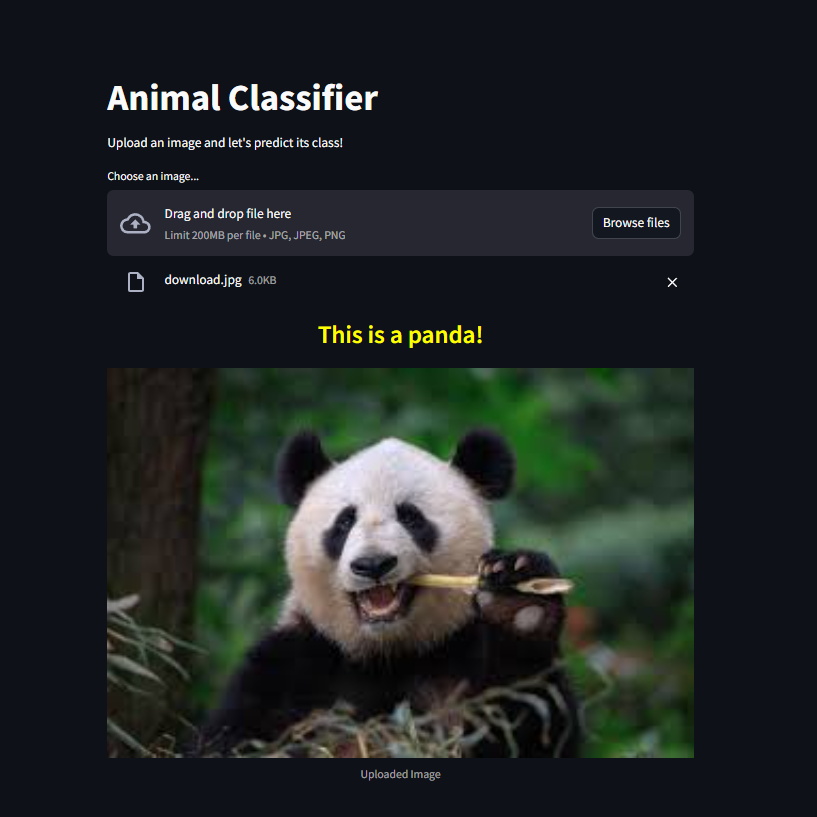 Animal Classifier
Upload an image and let's predict its class!
Choose an image...
Drag and drop file here
Limit 200MB per file • JPG, JPEG, PNG
Browse files
download.jpg 6.0KB
This is a panda!
Uploaded Image